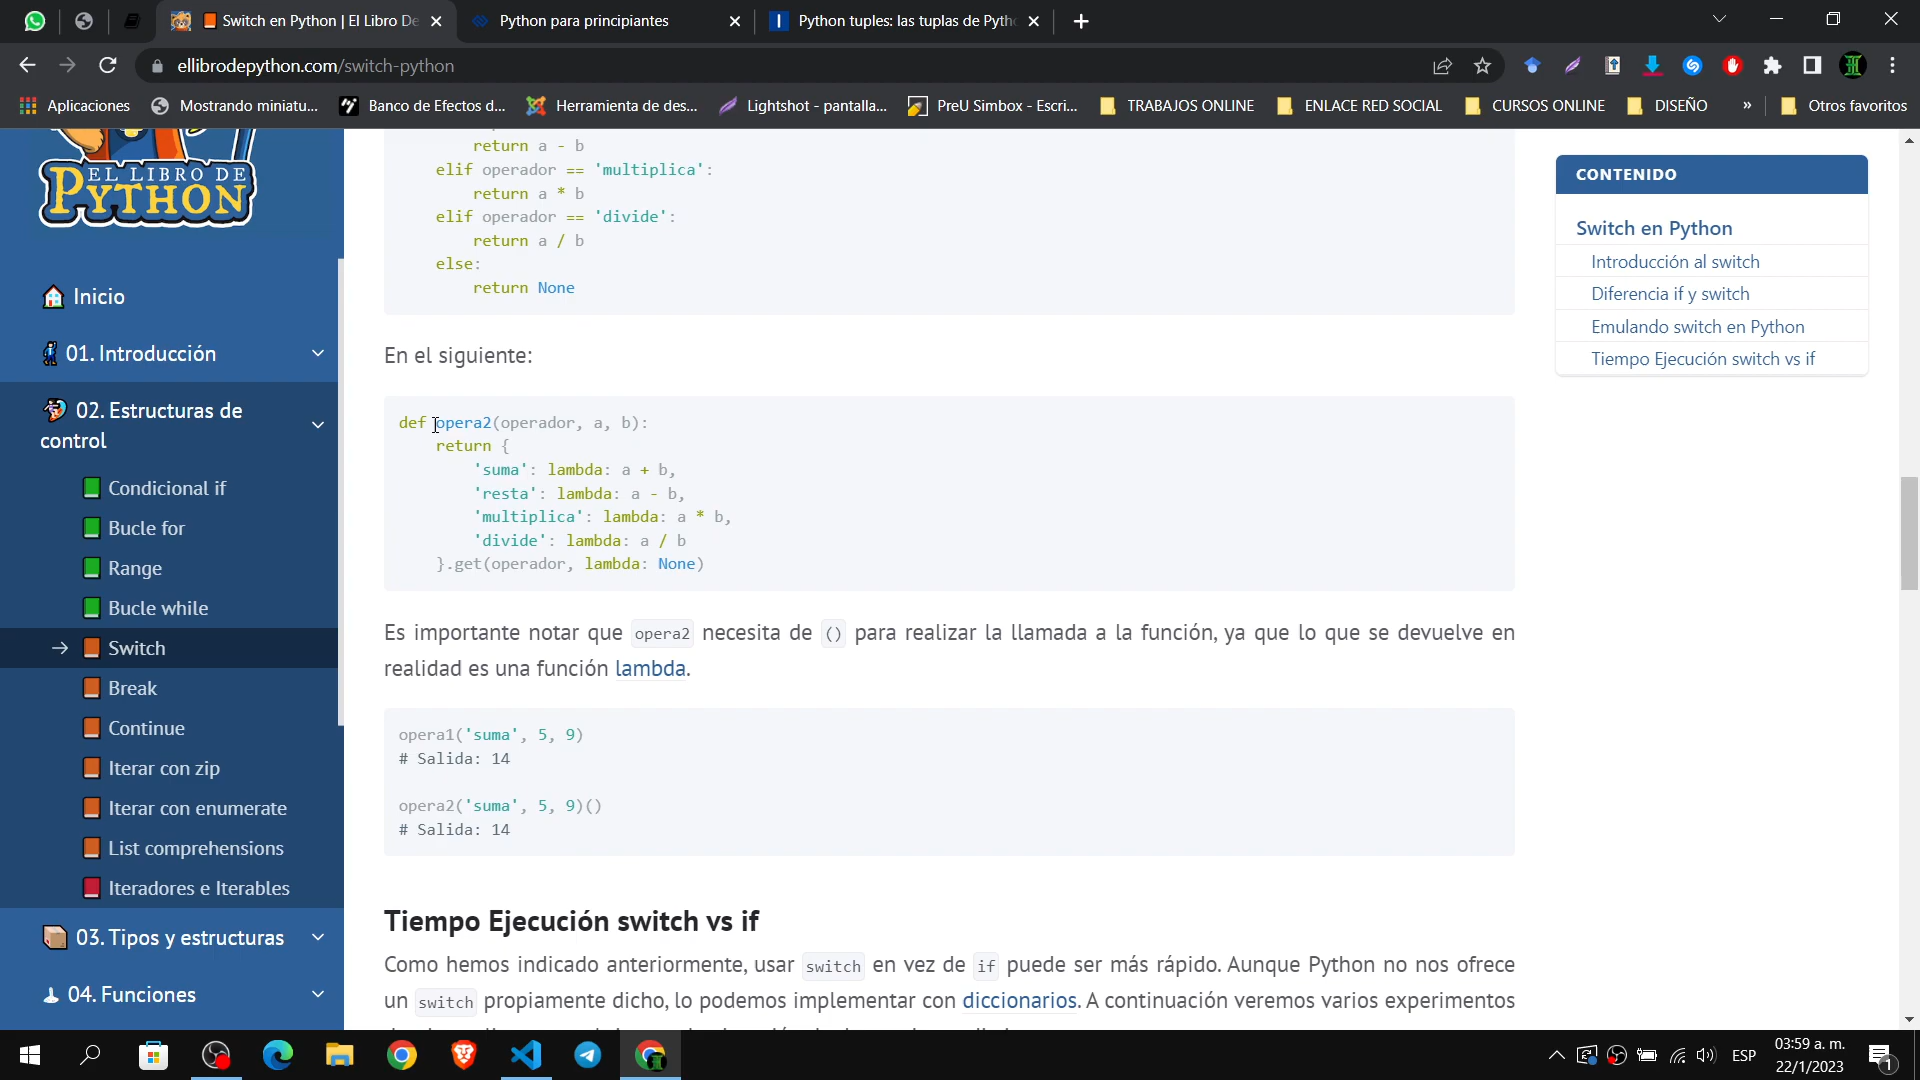 Switch en Python | El Libro De
Python para principiantes
Python tuples: las tuplas de Pytho
ellibrodepython.com/switch-python
Aplicaciones
Mostrando miniatu...
Banco de Efectos d...
Herramienta de des...
Lightshot - pantalla...
PreU Simbox - Escri...
TRABAJOS ONLINE
ENLACE RED SOCIAL
CURSOS ONLINE
DISEÑO
»
Otros favoritos
EL LIBRO DE
PYTHON
Inicio
01. Introducción
02. Estructuras de
control
Condicional if
Bucle for
Range
Bucle while
→ Switch
Break
Continue
Iterar con zip
Iterar con enumerate
List comprehensions
Iteradores e Iterables
03. Tipos y estructuras
04. Funciones
return a - b
elif operador == 'multiplica':
return a * b
elif operador == 'divide':
return a / b
else:
return None
En el siguiente:
def opera2(operador, a, b):
return {
'suma': lambda: a + b,
'resta': lambda: a - b,
'multiplica': lambda: a * b,
'divide': lambda: a / b
}.get(operador, lambda: None)
Es importante notar que opera2 necesita de () para realizar la llamada a la función, ya que lo que se devuelve en
realidad es una función lambda.
opera1('suma', 5, 9)
# Salida: 14
opera2('suma', 5, 9)()
# Salida: 14
Tiempo Ejecución switch vs if
Como hemos indicado anteriormente, usar switch en vez de if puede ser más rápido. Aunque Python no nos ofrece
un switch propiamente dicho, lo podemos implementar con diccionarios. A continuación veremos varios experimentos
CONTENIDO
Switch en Python
Introducción al switch
Diferencia if y switch
Emulando switch en Python
Tiempo Ejecución switch vs if
ESP
03:59 a. m.
22/1/2023
1